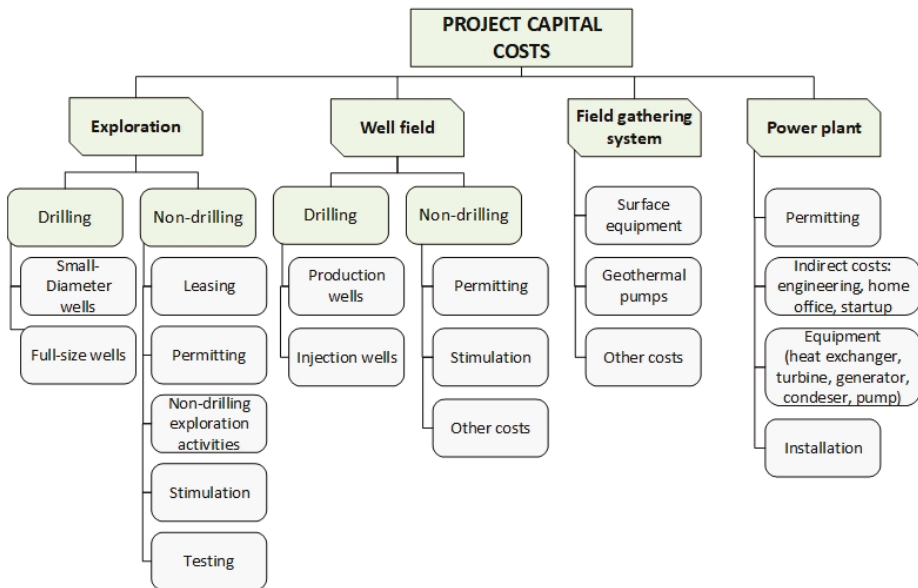 PROJECT CAPITAL
COSTS
Exploration
Well field
Field gathering
system
Power plant
Drilling
Non-drilling
Drilling
Non-drilling
Surface
equipment
Permitting
Small-
Diameter
wells
Leasing
Production
wells
Permitting
Geothermal
pumps
Indirect costs:
engineering, home
office, startup
Full-size wells
Permitting
Injection wells
Stimulation
Other costs
Equipment
(heat exchanger,
turbine, generator,
condeser, pump)
Non-drilling
exploration
activities
Other costs
Installation
Stimulation
Testing